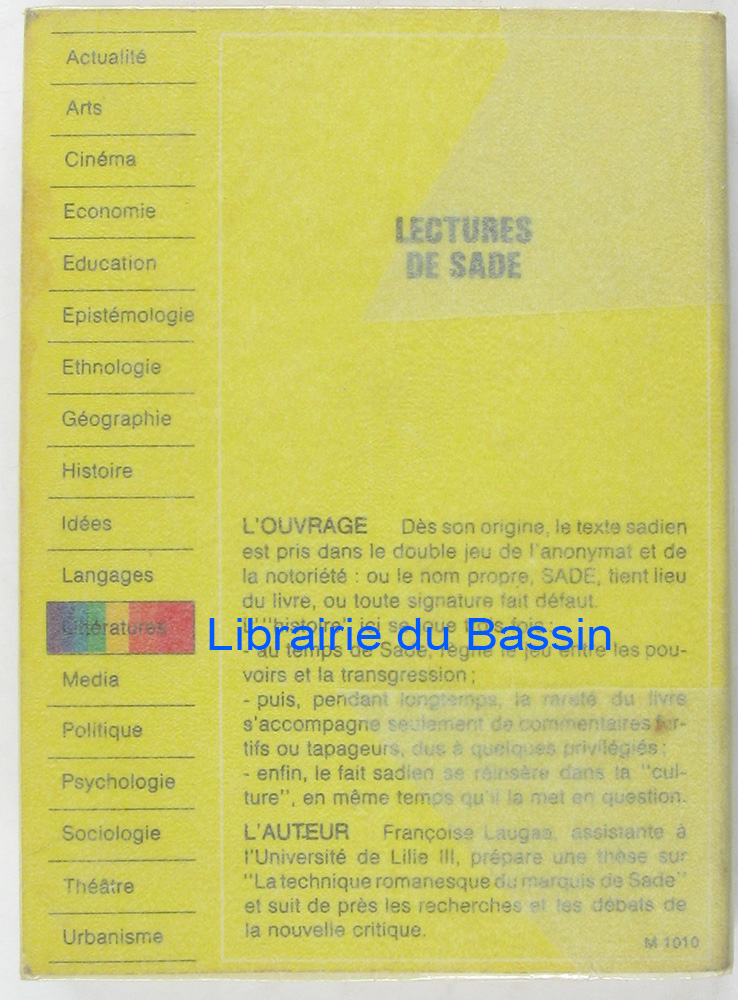 Actualité
Arts
Cinéma
Economie
Education
Epistémologie
Ethnologie
Géographie
Histoire
Idées
Langages
Littératures
Media
Politique
Psychologie
Sociologie
Théâtre
Urbanisme
LECTURES
DE SADE
L'OUVRAGE Dès son origine, le texte sadien
est pris dans le double jeu de l'anonymat et de
la notoriété : ou le nom propre, SADE, tient lieu
du livre, ou toute signature fait défaut.
L'"histoire" ici se joue trois fois :
- au temps de Sade, règne le jeu entre les pou-
voirs et la transgression ;
- puis, pendant longtemps, la rareté du livre
s'accompagne seulement de commentaires fur-
tifs ou tapageurs, dus à quelques privilégiés ;
- enfin, le fait sadien se réinsère dans la "cul-
ture", en même temps qu'il la met en question.
L'AUTEUR Françoise Laugaa, assistante à
l'Université de Lille III, prépare une thèse sur
"La technique romanesque du marquis de Sade"
et suit de près les recherches et les débats de
la nouvelle critique.
M 1010
Librairie du Bassin